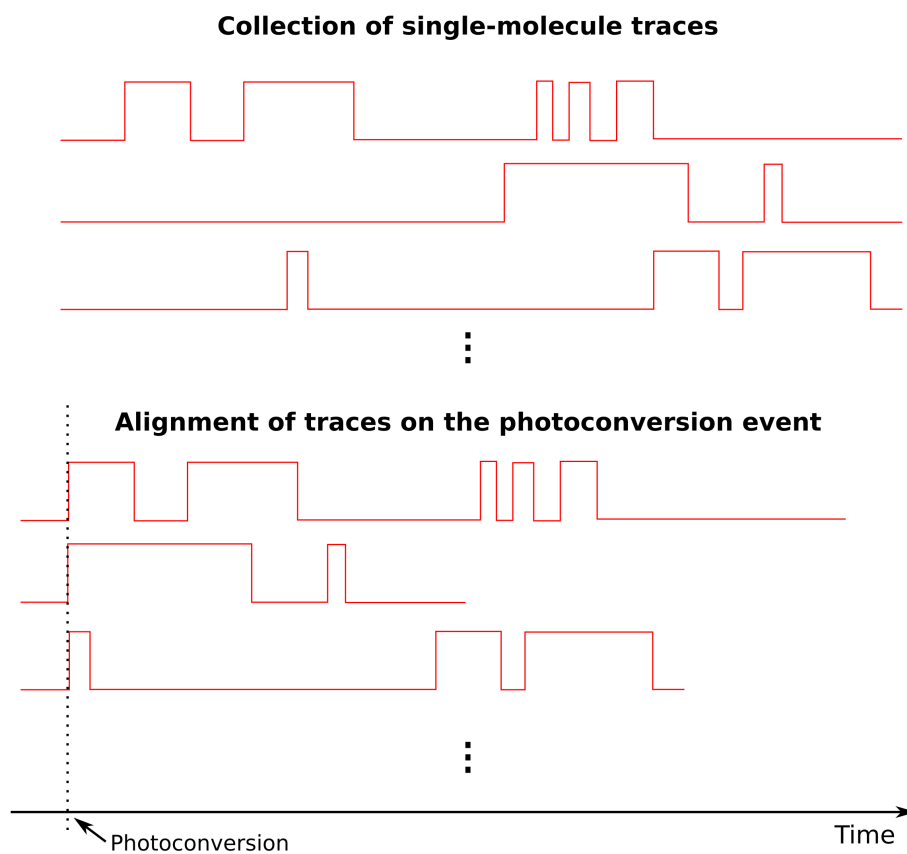 Collection of single-molecule traces
Alignment of traces on the photoconversion event
Time
Photoconversion